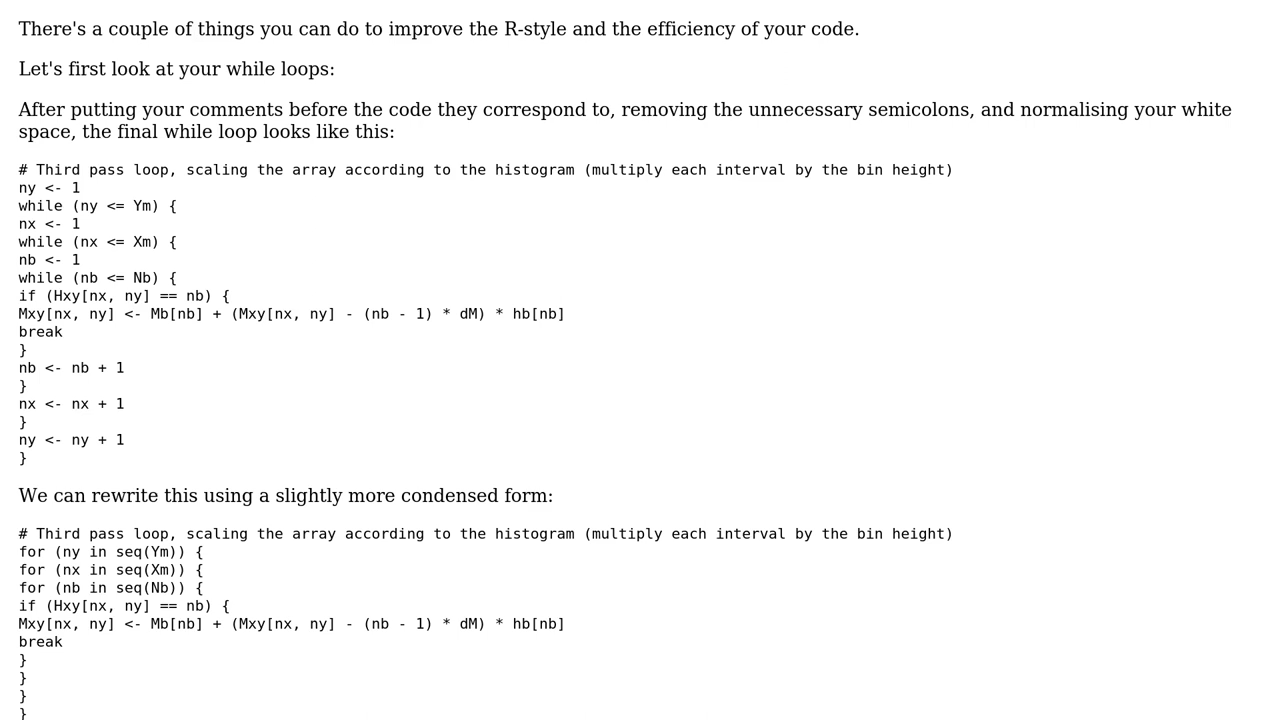 There's a couple of things you can do to improve the R-style and the efficiency of your code.
Let's first look at your while loops:
After putting your comments before the code they correspond to, removing the unnecessary semicolons, and normalising your white
space, the final while loop looks like this:
# Third pass loop, scaling the array according to the histogram (multiply each interval by the bin height)
ny <- 1
while (ny <= Ym) {
nx <- 1
while (nx <= Xm) {
nb <- 1
while (nb <= Nb) {
if (Hxy[nx, ny] == nb) {
Mxy[nx, ny] <- Mb[nb] + (Mxy[nx, ny] - (nb - 1) * dM) * hb[nb]
break
}
nb <- nb + 1
}
nx <- nx + 1
}
ny <- ny + 1
}
We can rewrite this using a slightly more condensed form:
# Third pass loop, scaling the array according to the histogram (multiply each interval by the bin height)
for (ny in seq(Ym)) {
for (nx in seq(Xm)) {
for (nb in seq(Nb)) {
if (Hxy[nx, ny] == nb) {
Mxy[nx, ny] <- Mb[nb] + (Mxy[nx, ny] - (nb - 1) * dM) * hb[nb]
break
}
}
}
}